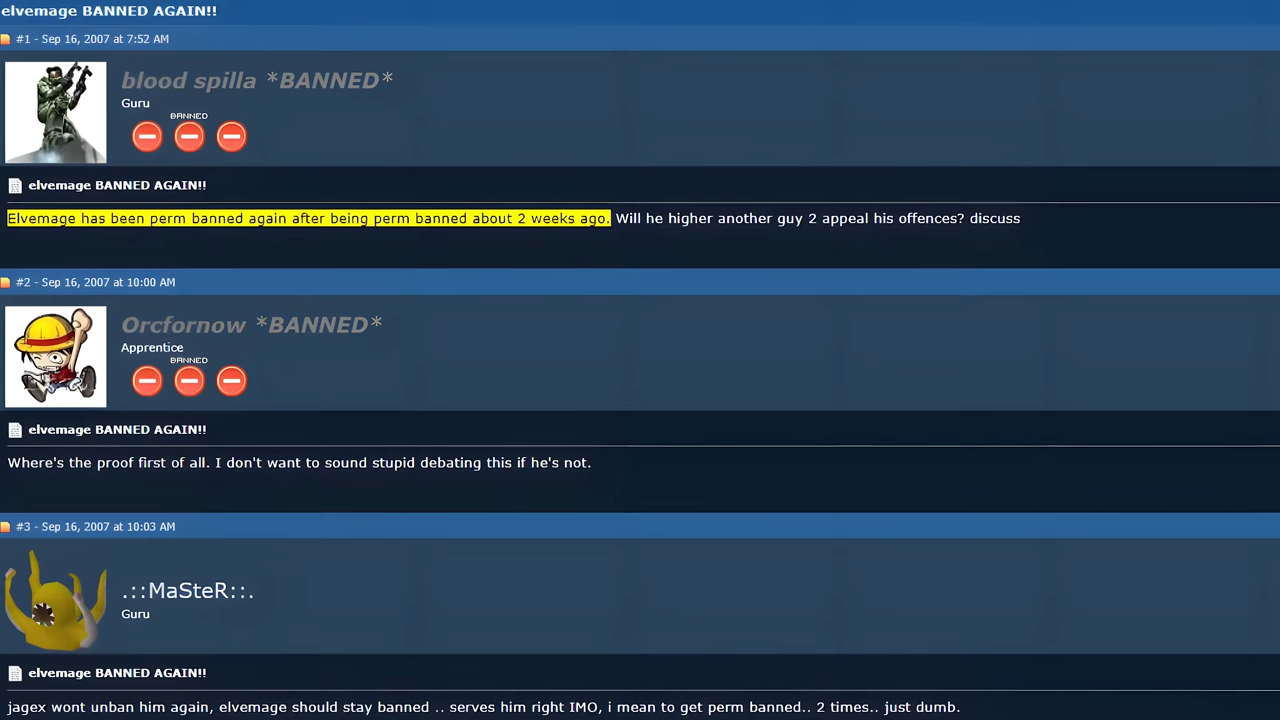 elvemage BANNED AGAIN!!
#1 - Sep 16, 2007 at 7:52 AM
blood spilla *BANNED*
Guru
BANNED
elvemage BANNED AGAIN!!
Elvemage has been perm banned again after being perm banned about 2 weeks ago. Will he higher another guy 2 appeal his offences? discuss
#2 - Sep 16, 2007 at 10:00 AM
Orcfornow *BANNED*
Apprentice
BANNED
elvemage BANNED AGAIN!!
Where's the proof first of all. I don't want to sound stupid debating this if he's not.
#3 - Sep 16, 2007 at 10:03 AM
.::MaSteR::.
Guru
elvemage BANNED AGAIN!!
jagex wont unban him again, elvemage should stay banned .. serves him right IMO, i mean to get perm banned.. 2 times.. just dumb.